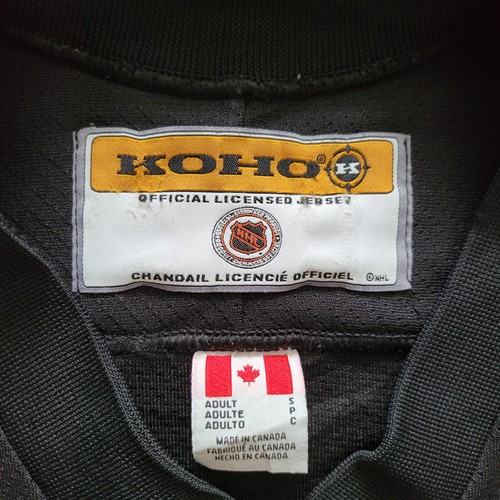 KOHO® K
OFFICIAL LICENSED JERSEY
NHL
CHANDAIL LICENCIÉ OFFICIEL ©NHL
ADULT S
ADULTE P
ADULTO C
MADE IN CANADA
FABRIQUÉ AU CANADA
HECHO EN CANADA